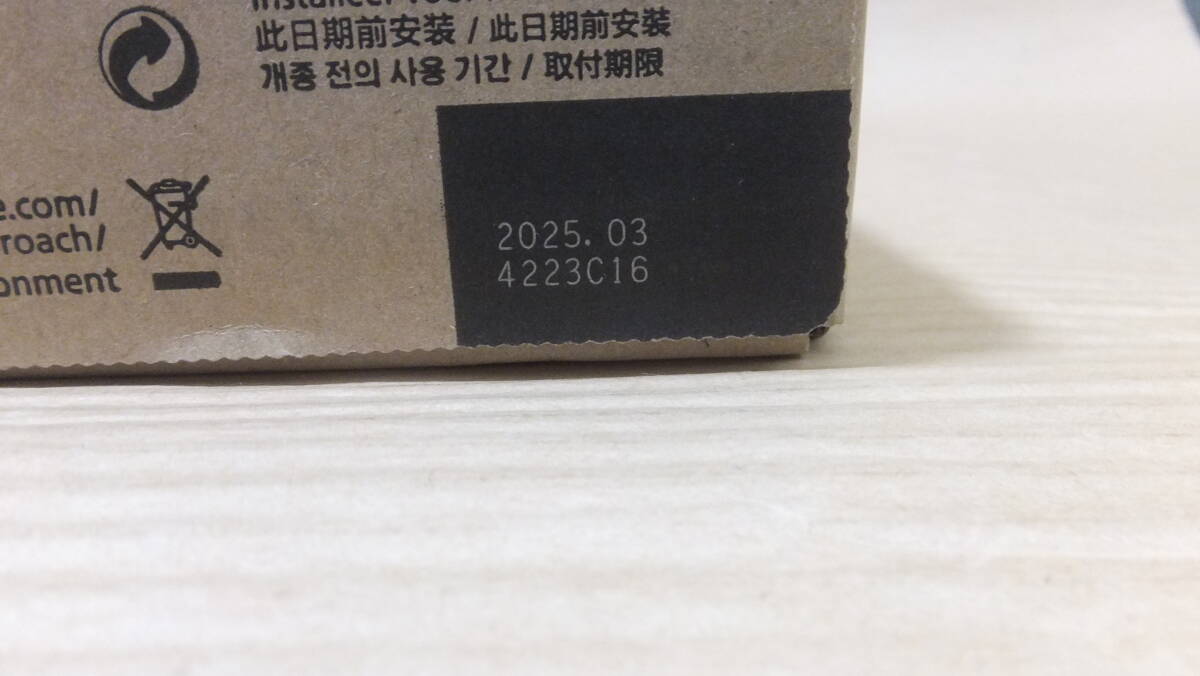 此日期前安装 / 此日期前安裝
개종 전의 사용 기간 / 取付期限
e.com/
roach/
onment
2025. 03
4223C16